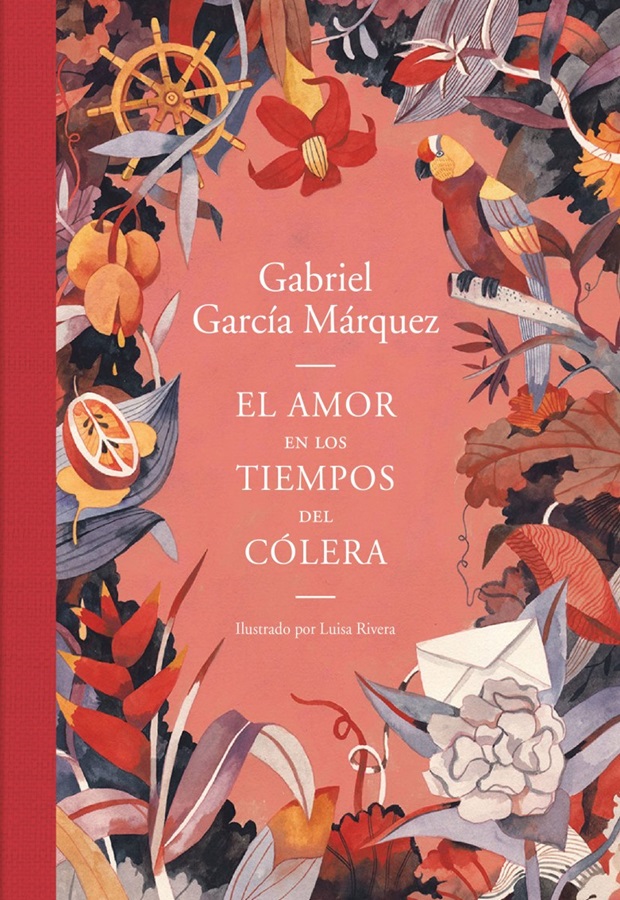 Gabriel
García Márquez
EL AMOR
EN LOS
TIEMPOS
DEL
CÓLERA
Ilustrado por Luisa Rivera